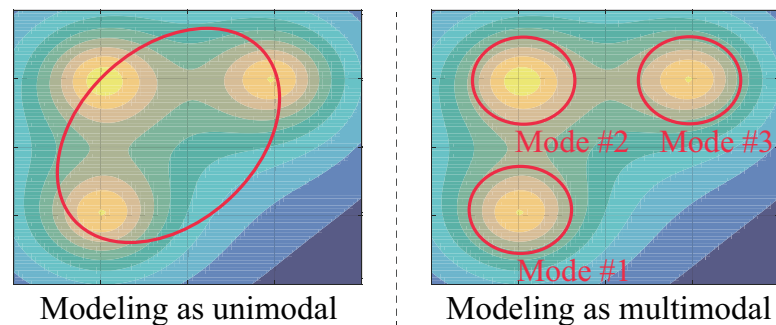 Mode #2
Mode #3
Mode #1
Modeling as unimodal
Modeling as multimodal